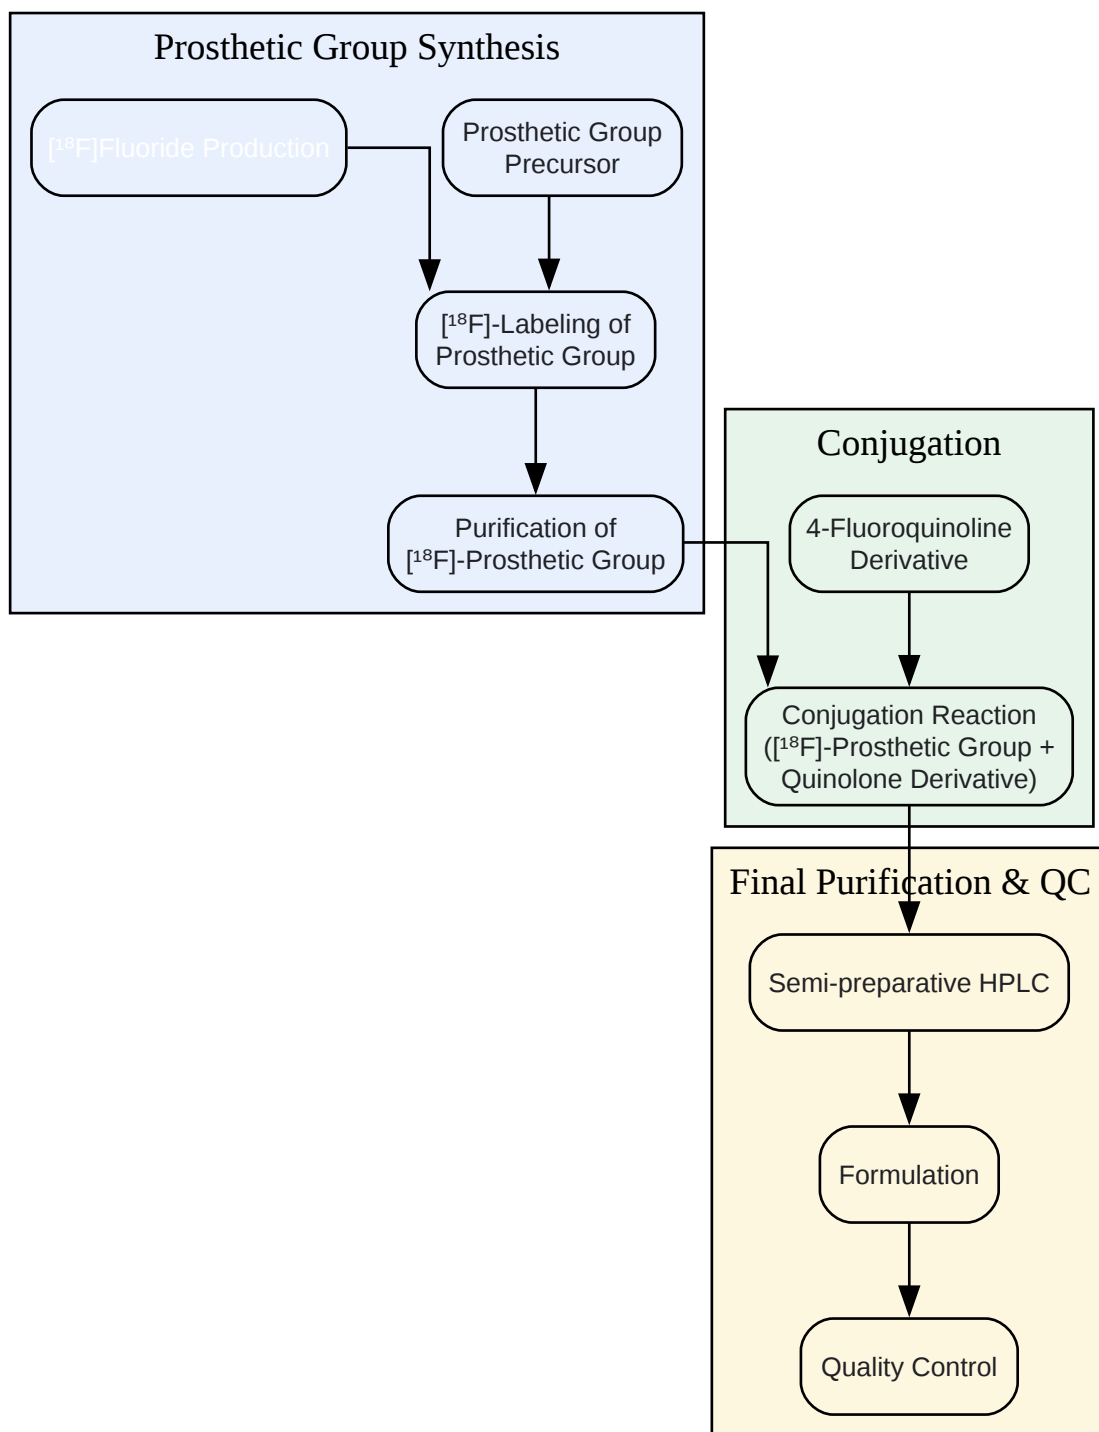 Prosthetic Group Synthesis
[¹⁸F]Fluoride Production
Prosthetic Group
Precursor
[¹⁸F]-Labeling of
Prosthetic Group
Purification of
[¹⁸F]-Prosthetic Group
Conjugation
4-Fluoroquinoline
Derivative
Conjugation Reaction
([¹⁸F]-Prosthetic Group +
Quinolone Derivative)
Final Purification & QC
Semi-preparative HPLC
Formulation
Quality Control